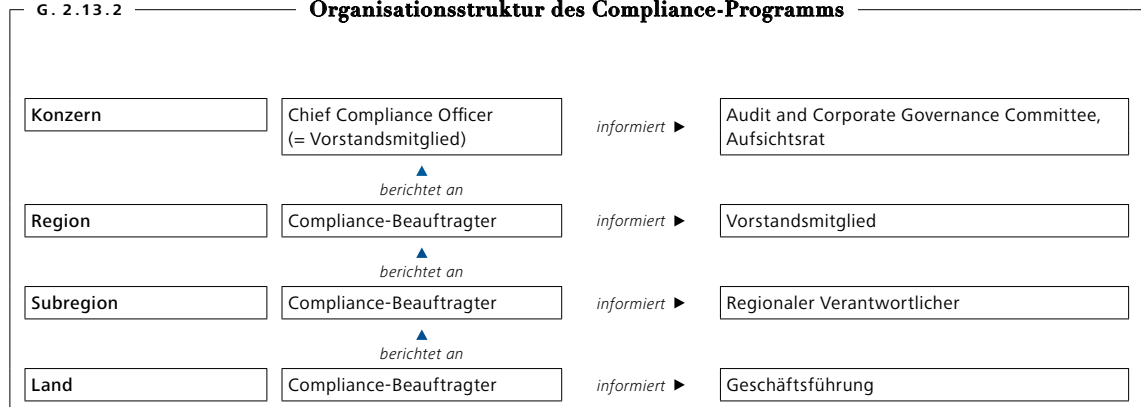 G. 2.13.2 Organisationsstruktur des Compliance-Programms
Konzern
Chief Compliance Officer
(= Vorstandsmitglied)
informiert ►
Audit and Corporate Governance Committee,
Aufsichtsrat
▲
berichtet an
Region
Compliance-Beauftragter
informiert ►
Vorstandsmitglied
▲
berichtet an
Subregion
Compliance-Beauftragter
informiert ►
Regionaler Verantwortlicher
▲
berichtet an
Land
Compliance-Beauftragter
informiert ►
Geschäftsführung